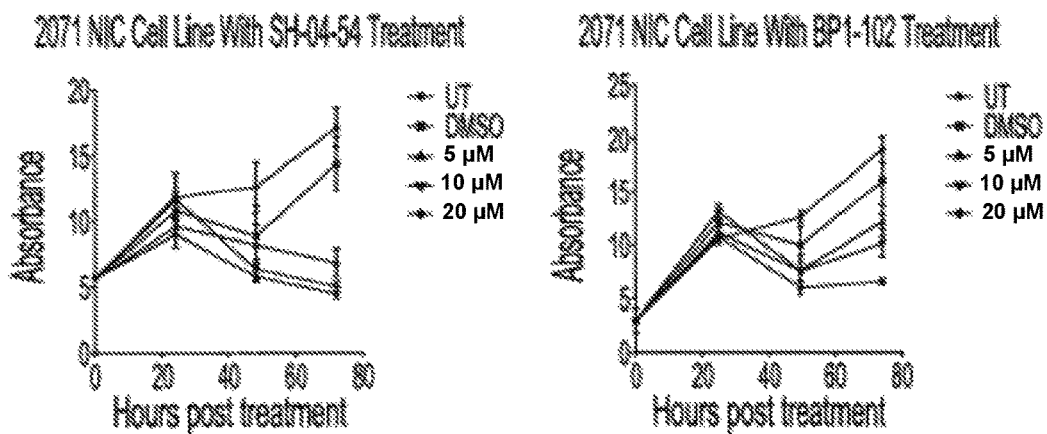 2071 NIC Cell Line With SH-04-54 Treatment
Absorbance
20
15
10
5
0
0 20 40 60 80
Hours post treatment
UT
DMSO
5 µM
10 µM
20 µM
2071 NIC Cell Line With BP1-102 Treatment
Absorbance
25
20
15
10
5
0
0 20 40 60 80
Hours post treatment
UT
DMSO
5 µM
10 µM
20 µM